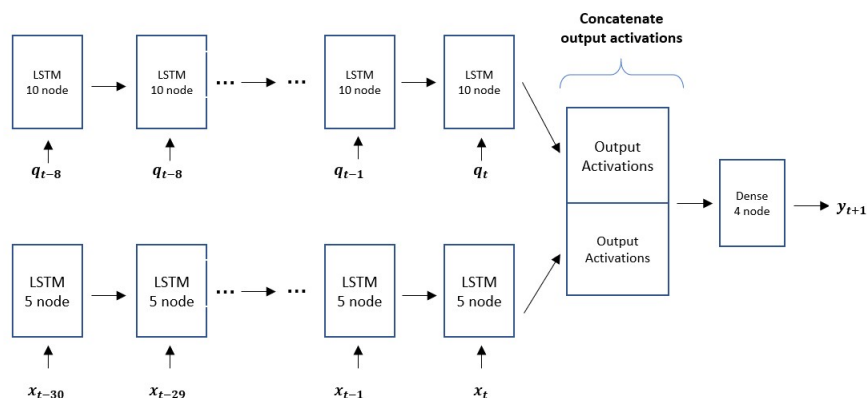 Concatenate
output activations
LSTM
10 node
LSTM
10 node
... ...
LSTM
10 node
LSTM
10 node
q_{t-8}
q_{t-8}
q_{t-1}
q_t
Output
Activations
Output
Activations
Dense
4 node
y_{t+1}
LSTM
5 node
LSTM
5 node
... ...
LSTM
5 node
LSTM
5 node
x_{t-30}
x_{t-29}
x_{t-1}
x_t